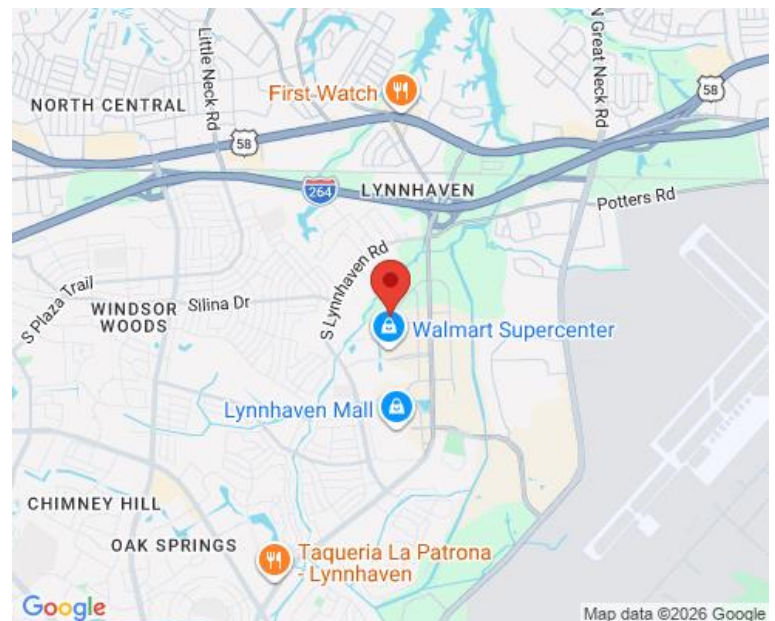 Little Neck Rd
N Great Neck Rd
58
First Watch
NORTH CENTRAL
58
264
LYNNHAVEN
Potters Rd
S Plaza Trail
S Lynnhaven Rd
WINDSOR
WOODS
Silina Dr
Walmart Supercenter
Lynnhaven Mall
CHIMNEY HILL
OAK SPRINGS
Taqueria La Patrona
- Lynnhaven
Google
Map data ©2026 Google